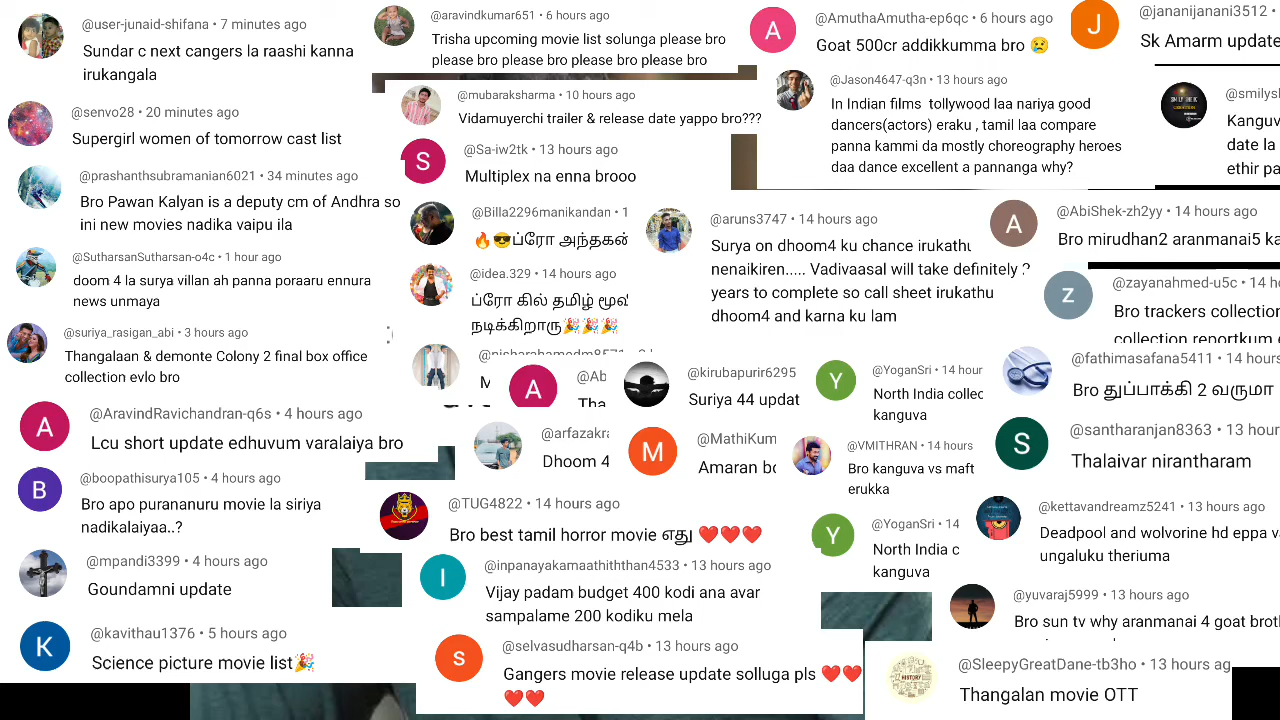 @user-junaid-shifana • 7 minutes ago
Sundar c next cangers la raashi kanna
irukangala
@senvo28 • 20 minutes ago
Supergirl women of tomorrow cast list
@prashanthsubramanian6021 • 34 minutes ago
Bro Pawan Kalyan is a deputy cm of Andhra so
ini new movies nadika vaipu ila
@SutharsanSutharsan-o4c • 1 hour ago
doom 4 la surya villan ah panna poraaru ennura
news unmaya
@suriya_rasigan_abi • 3 hours ago
Thangalaan & demonte Colony 2 final box office
collection evlo bro
A
@AravindRavichandran-q6s • 4 hours ago
Lcu short update edhuvum varalaiya bro
B
@boopathisurya105 • 4 hours ago
Bro apo purananuru movie la siriya
nadikalaiyaa..?
@mpandi3399 • 4 hours ago
Goundamni update
K
@kavithau1376 • 5 hours ago
Science picture movie list🎉
@aravindkumar651 • 6 hours ago
Trisha upcoming movie list solunga please bro
please bro please bro please bro please bro
@mubaraksharma • 10 hours ago
Vidamuyerchi trailer & release date yappo bro???
S
@Sa-iw2tk • 13 hours ago
Multiplex na enna brooo
@Billa2296manikandan • 1
🔥😎ப்ரோ அந்தகன்
@idea.329 • 14 hours ago
ப்ரோ கில் தமிழ் மூவி
நடிக்கிறாரு🎉🎉🎉
A
@Ab
Tha
@kirubapurir6295
Suriya 44 updat
Y
@YoganSri • 14 hour
North India collec
kanguva
@arfazakra
Dhoom 4
M
@MathiKum
Amaran bo
@VMITHRAN • 14 hours
Bro kanguva vs maft
erukka
@TUG4822 • 14 hours ago
Bro best tamil horror movie எது ❤️❤️❤️
I
@inpanayakamaathiththan4533 • 13 hours ago
Vijay padam budget 400 kodi ana avar
sampalame 200 kodiku mela
s
@selvasudharsan-q4b • 13 hours ago
Gangers movie release update solluga pls ❤️❤️
❤️❤️
A
@AmuthaAmutha-ep6qc • 6 hours ago
Goat 500cr addikkumma bro 😢
@Jason4647-q3n • 13 hours ago
In Indian films tollywood laa nariya good
dancers(actors) eraku , tamil laa compare
panna kammi da mostly choreography heroes
daa dance excellent a pannanga why?
@aruns3747 • 14 hours ago
Surya on dhoom4 ku chance irukathu
nenaikiren..... Vadivaasal will take definitely 2
years to complete so call sheet irukathu
dhoom4 and karna ku lam
Y
@YoganSri • 14
North India c
kanguva
J
@jananijanani3512 •
Sk Amarm update
@smilysl
Kanguv
date la
ethir pa
A
@AbiShek-zh2yy • 14 hours ago
Bro mirudhan2 aranmanai5 ka
z
@zayanahmed-u5c • 14 h
Bro trackers collection
collection reportkum
@fathimasafana5411 • 14 hours
Bro துப்பாக்கி 2 வருமா
S
@santharanjan8363 • 13 hour
Thalaivar nirantharam
@kettavandreamz5241 • 13 hours ago
Deadpool and wolvorine hd eppa v
ungaluku theriuma
@yuvaraj5999 • 13 hours ago
Bro sun tv why aranmanai 4 goat brot
HISTORY
@SleepyGreatDane-tb3ho • 13 hours ag
Thangalan movie OTT